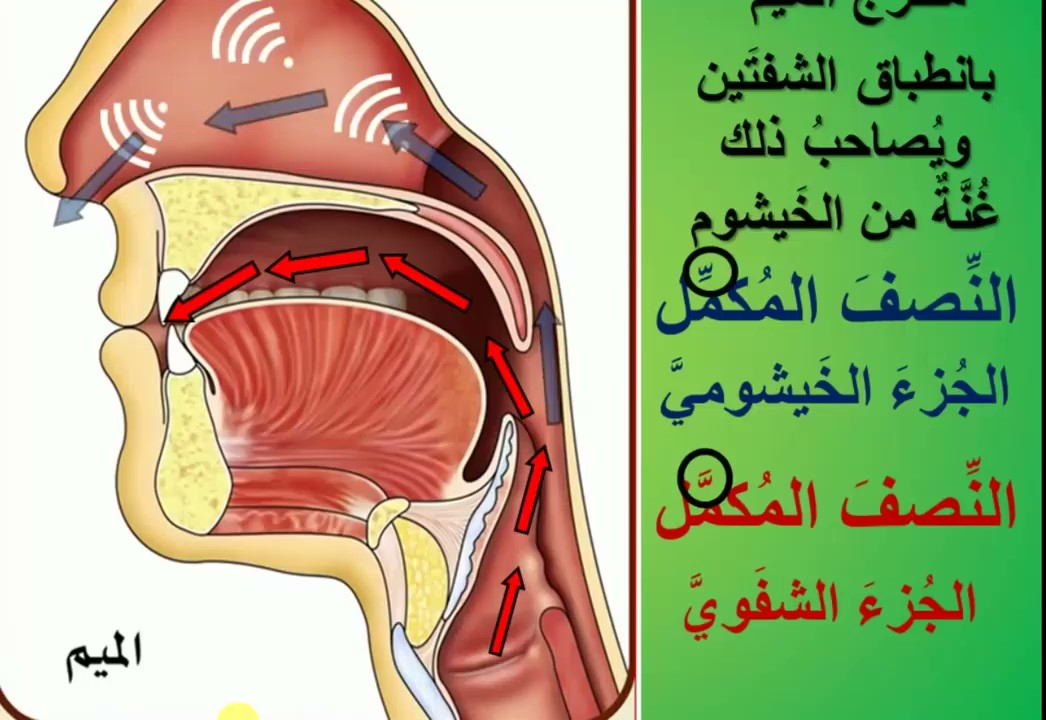 بانطباق الشفتَين
ويُصاحبُ ذلك
غُنَّةٌ من الخَيشوم
النِّصفَ المُكمِّل
الجُزءَ الخَيشوميَّ
النِّصفَ المُكمَّل
الجُزءَ الشفَويَّ
الميم